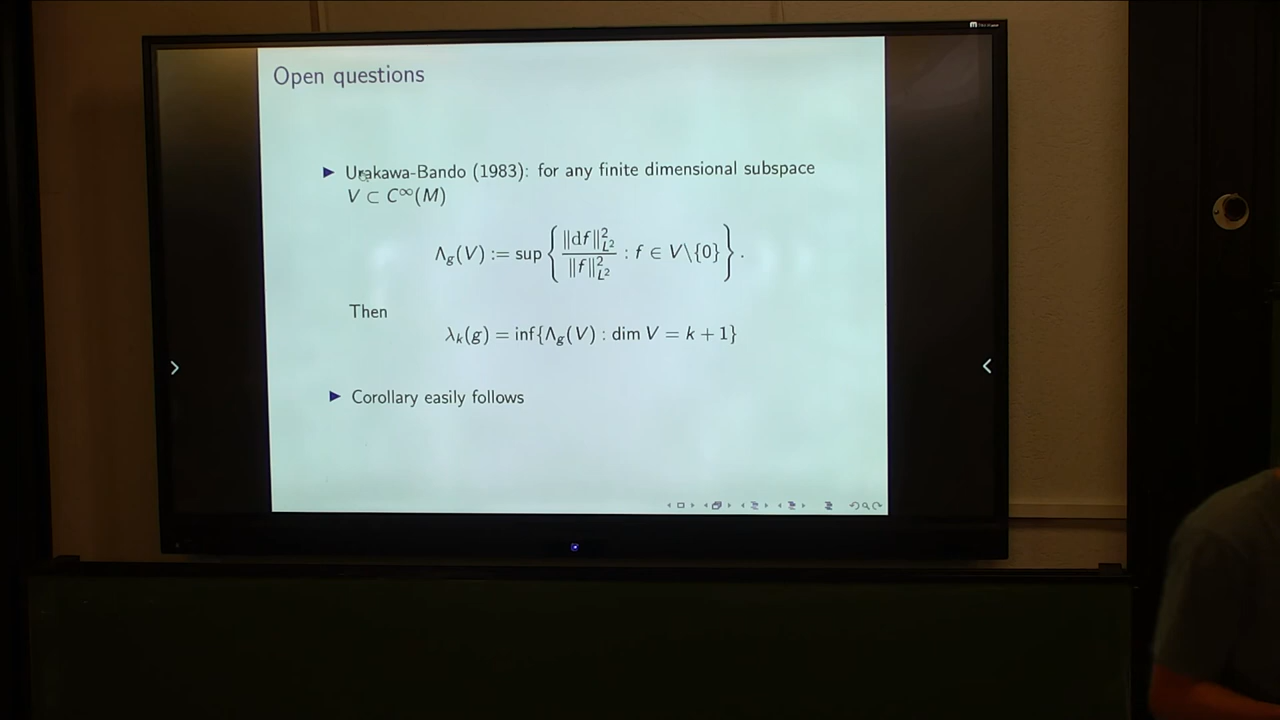 Open questions
▶ Urakawa-Bando (1983): for any finite dimensional subspace
V ⊂ C^∞(M)
Λ_g(V) := sup { ‖df‖²_{L²} / ‖f‖²_{L²} : f ∈ V\{0} } .
Then
λ_k(g) = inf{Λ_g(V) : dim V = k + 1}
▶ Corollary easily follows